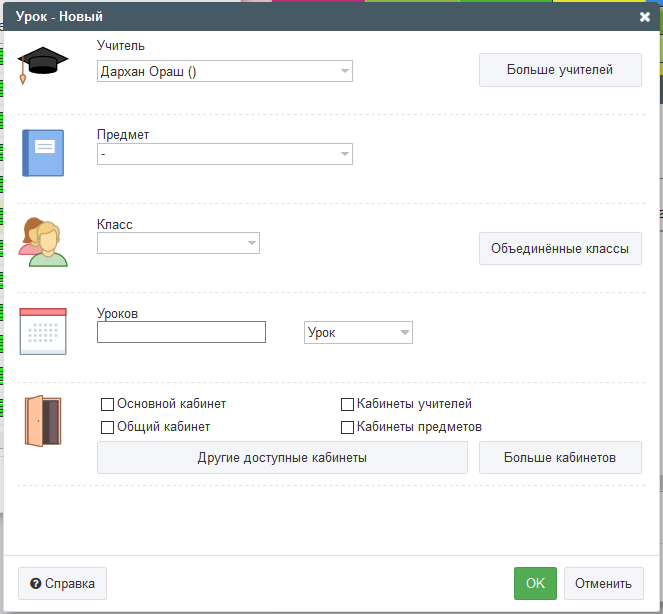 Урок - Новый
Учитель
Дархан Ораш ()
Больше учителей
Предмет
-
Класс
Объединённые классы
Уроков
Урок
Основной кабинет
Кабинеты учителей
Общий кабинет
Кабинеты предметов
Другие доступные кабинеты
Больше кабинетов
Справка
OK
Отменить